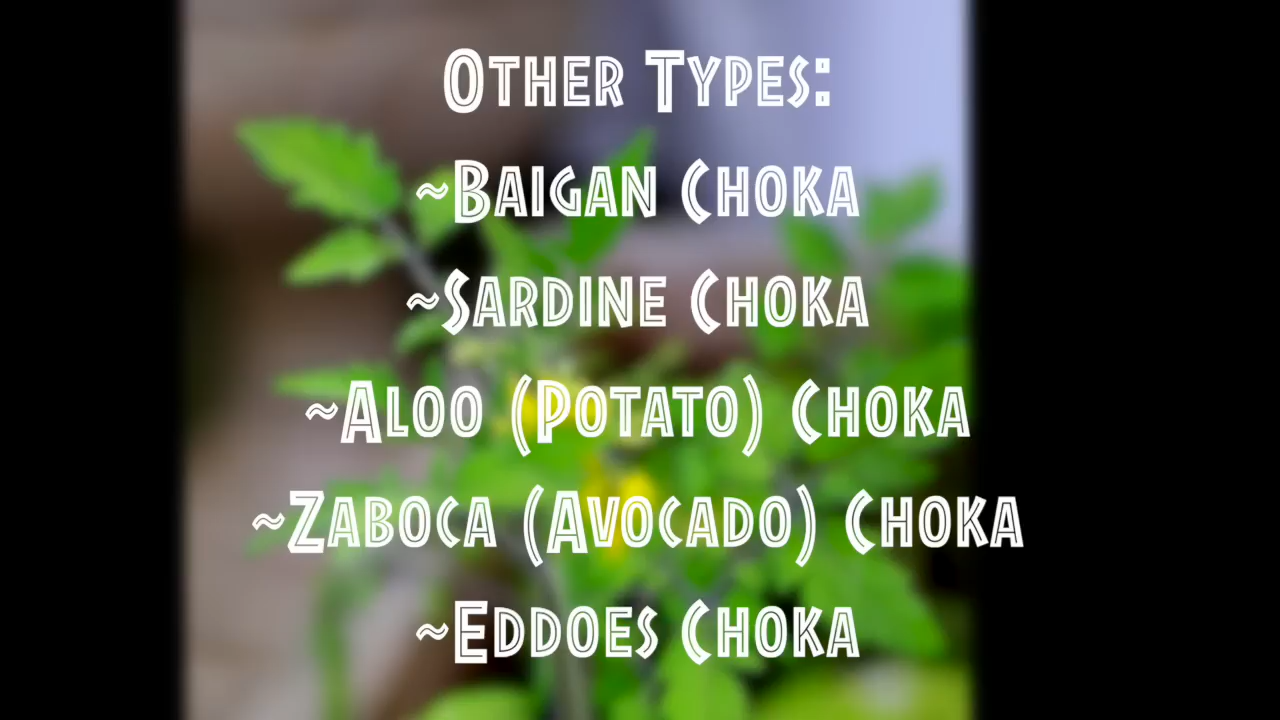 Other Types:
~Baigan Choka
~Sardine Choka
~Aloo (Potato) Choka
~Zaboca (Avocado) Choka
~Eddoes Choka